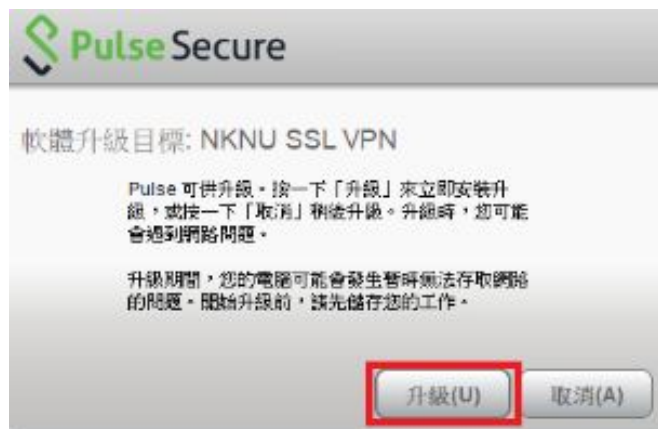 Pulse Secure
軟體升級目標: NKNU SSL VPN
Pulse 可供升級。按一下「升級」來立即安裝升
級，或按一下「取消」稍後升級。升級時，您可能
會遇到網路問題。
升級期間，您的電腦可能會發生暫時無法存取網路
的問題。開始升級前，請先儲存您的工作。
升級(U)
取消(A)